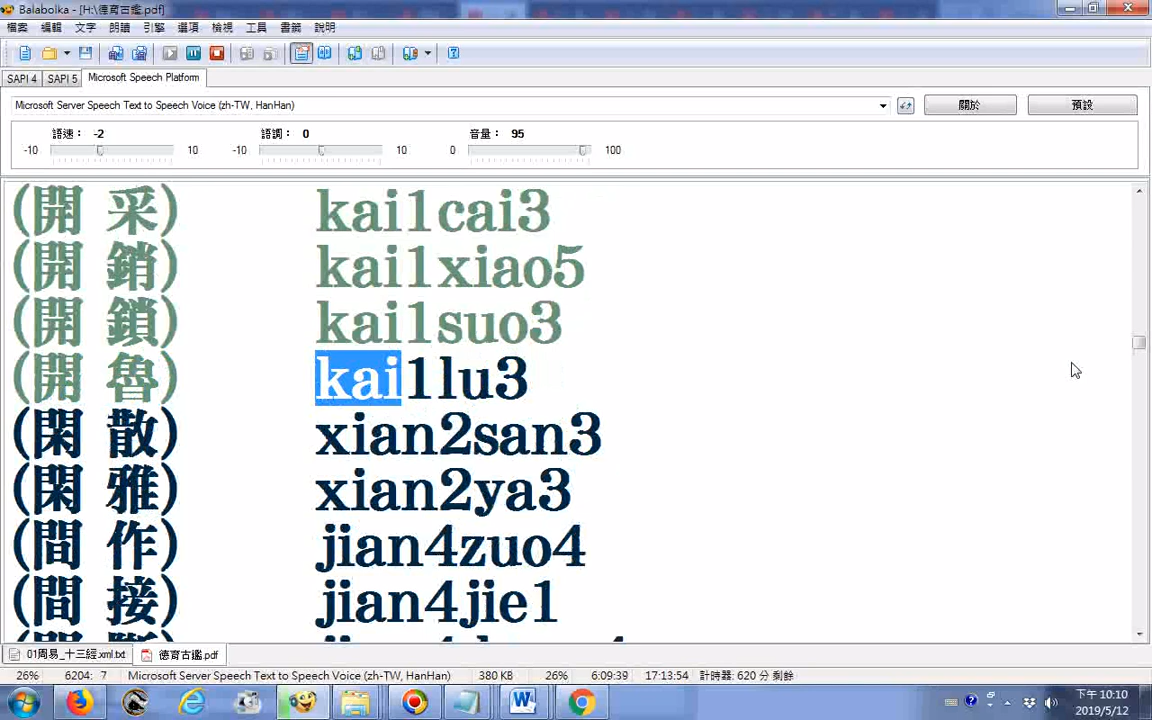 Balabolka - [H:\德育古鑑.pdf]
檔案 編輯 文字 朗讀 引擎 選項 檢視 工具 書籤 說明
SAPI 4 SAPI 5 Microsoft Speech Platform
Microsoft Server Speech Text to Speech Voice (zh-TW, HanHan) 關於 預設
語速： -2 語調： 0 音量： 95
-10 10 -10 10 0 100
(開 采) kai1cai3
(開 銷) kai1xiao5
(開 鎖) kai1suo3
(開 魯) kai1lu3
(閑 散) xian2san3
(閑 雅) xian2ya3
(間 作) jian4zuo4
(間 接) jian4jie1
01周易_十三經.xml.txt 德育古鑑.pdf
26% 6204: 7 Microsoft Server Speech Text to Speech Voice (zh-TW, HanHan) 380 KB 26% 6:09:39 17:13:54 計時器: 620 分 剩餘
下午 10:10
2019/5/12